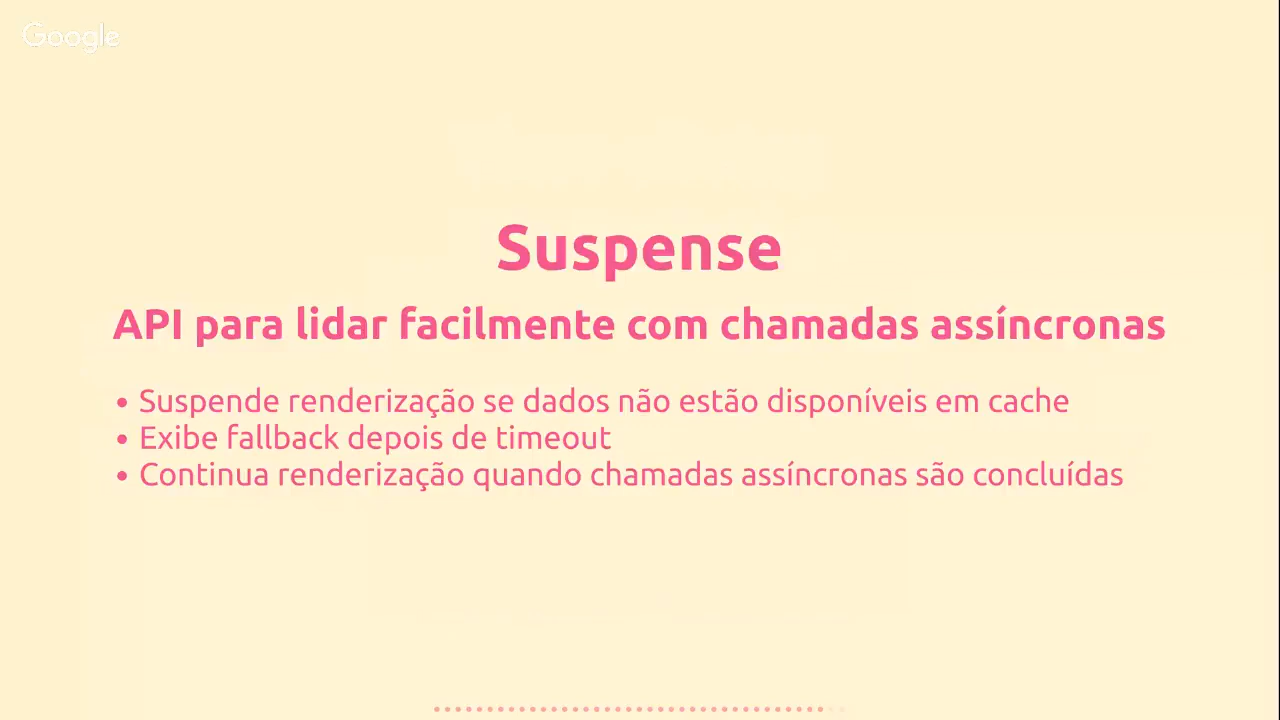 Google
Suspense
API para lidar facilmente com chamadas assíncronas
• Suspende renderização se dados não estão disponíveis em cache
• Exibe fallback depois de timeout
• Continua renderização quando chamadas assíncronas são concluídas